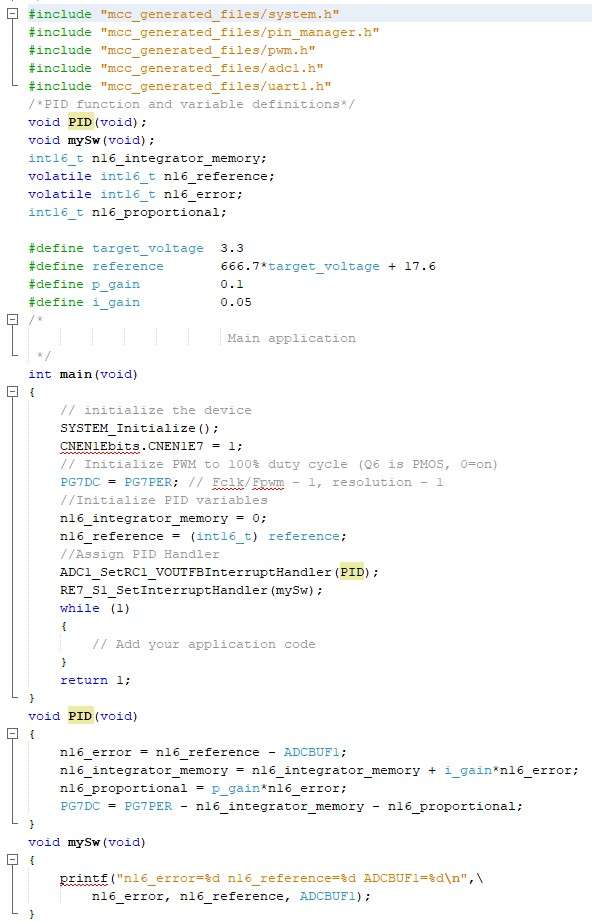 #include "mcc_generated_files/system.h"
#include "mcc_generated_files/pin_manager.h"
#include "mcc_generated_files/pwm.h"
#include "mcc_generated_files/adc1.h"
#include "mcc_generated_files/uart1.h"
/*PID function and variable definitions*/
void PID(void);
void mySw(void);
int16_t n16_integrator_memory;
volatile int16_t n16_reference;
volatile int16_t n16_error;
int16_t n16_proportional;
#define target_voltage 3.3
#define reference 666.7*target_voltage + 17.6
#define p_gain 0.1
#define i_gain 0.05
/*
Main application
*/
int main(void)
{
// initialize the device
SYSTEM_Initialize();
CNEN1Ebits.CNEN1E7 = 1;
// Initialize PWM to 100% duty cycle (Q6 is PMOS, 0=on)
PG7DC = PG7PER; // Fclk/Fpwm - 1, resolution - 1
//Initialize PID variables
n16_integrator_memory = 0;
n16_reference = (int16_t) reference;
//Assign PID Handler
ADC1_SetRC1_VOUTFBInterruptHandler(PID);
RE7_S1_SetInterruptHandler(mySw);
while (1)
{
// Add your application code
}
return 1;
}
void PID(void)
{
n16_error = n16_reference - ADCBUF1;
n16_integrator_memory = n16_integrator_memory + i_gain*n16_error;
n16_proportional = p_gain*n16_error;
PG7DC = PG7PER - n16_integrator_memory - n16_proportional;
}
void mySw(void)
{
printf("n16_error=%d n16_reference=%d ADCBUF1=%d\n",\
n16_error, n16_reference, ADCBUF1);
}